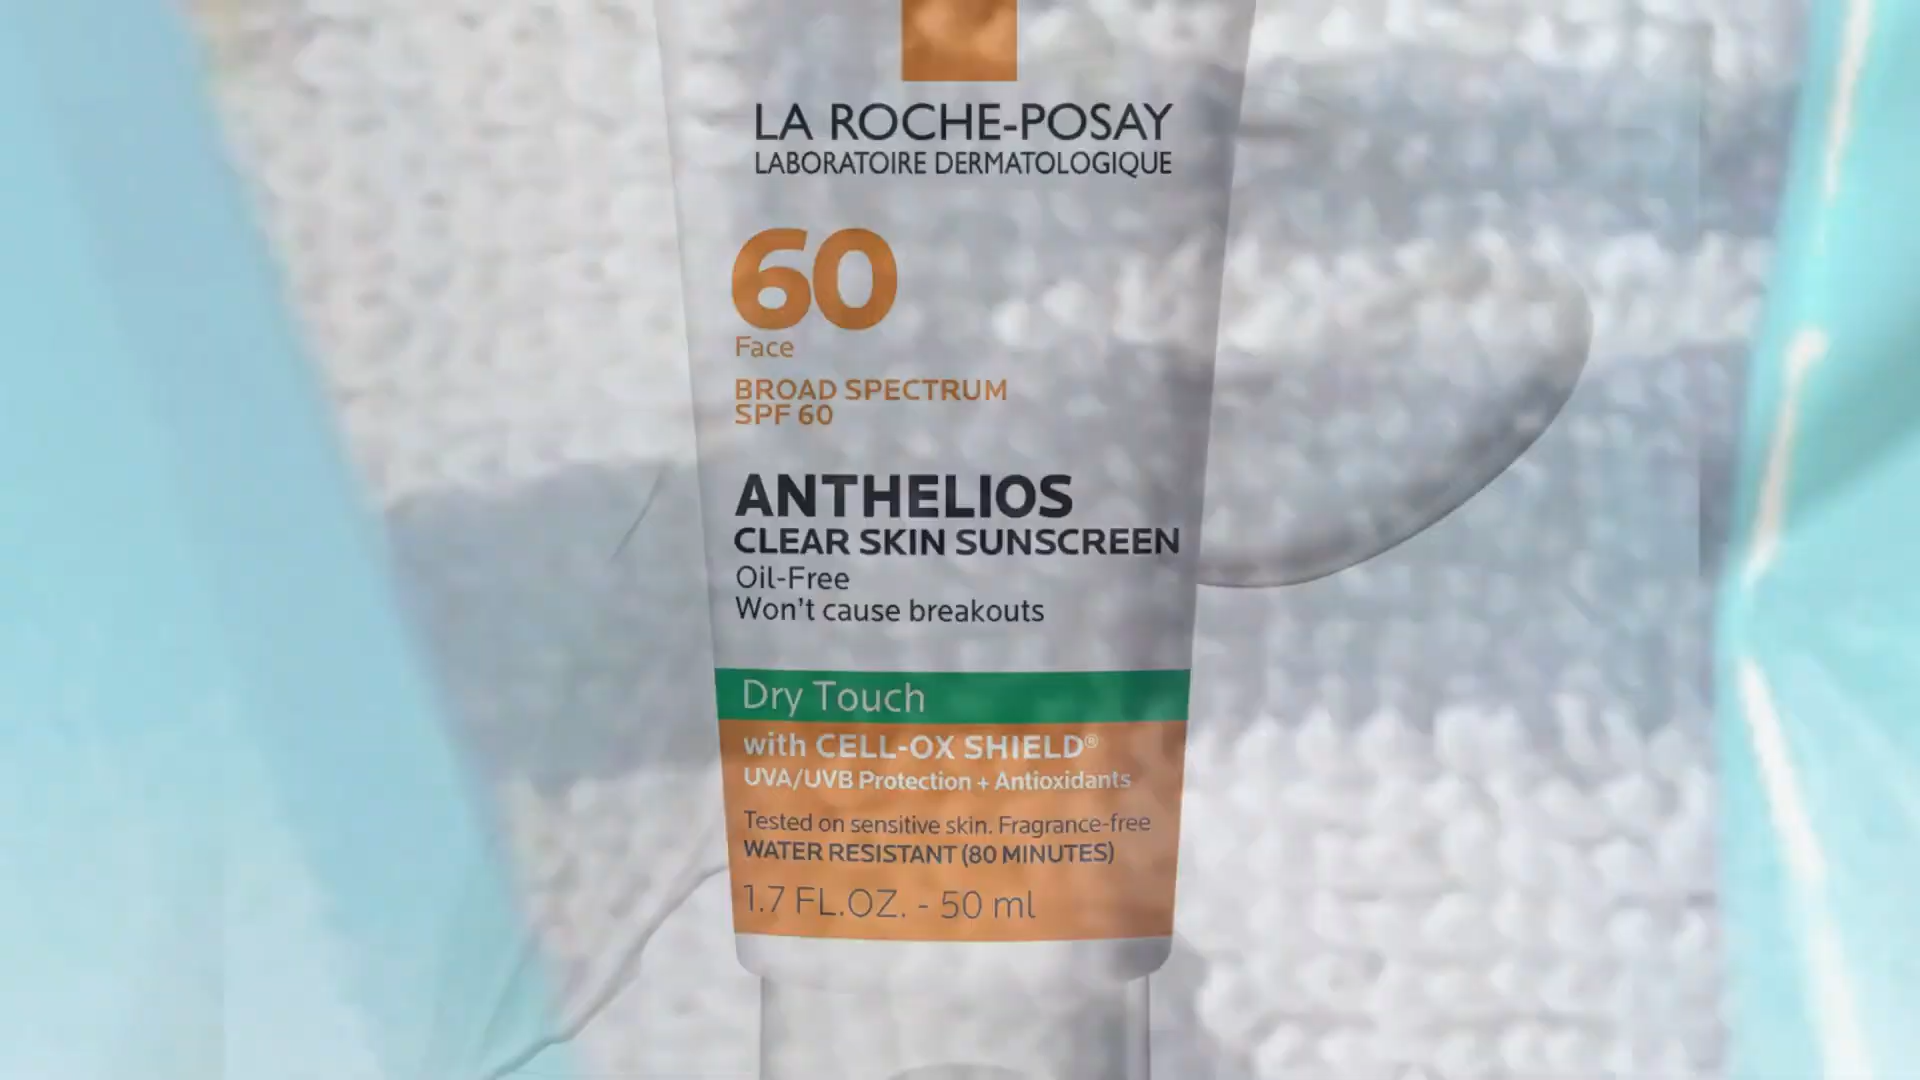 LA ROCHE-POSAY
LABORATOIRE DERMATOLOGIQUE
60
Face
BROAD SPECTRUM
SPF 60
ANTHELIOS
CLEAR SKIN SUNSCREEN
Oil-Free
Won't cause breakouts
Dry Touch
with CELL-OX SHIELD®
UVA/UVB Protection + Antioxidants
Tested on sensitive skin. Fragrance-free
WATER RESISTANT (80 MINUTES)
1.7 FL.OZ. - 50 ml